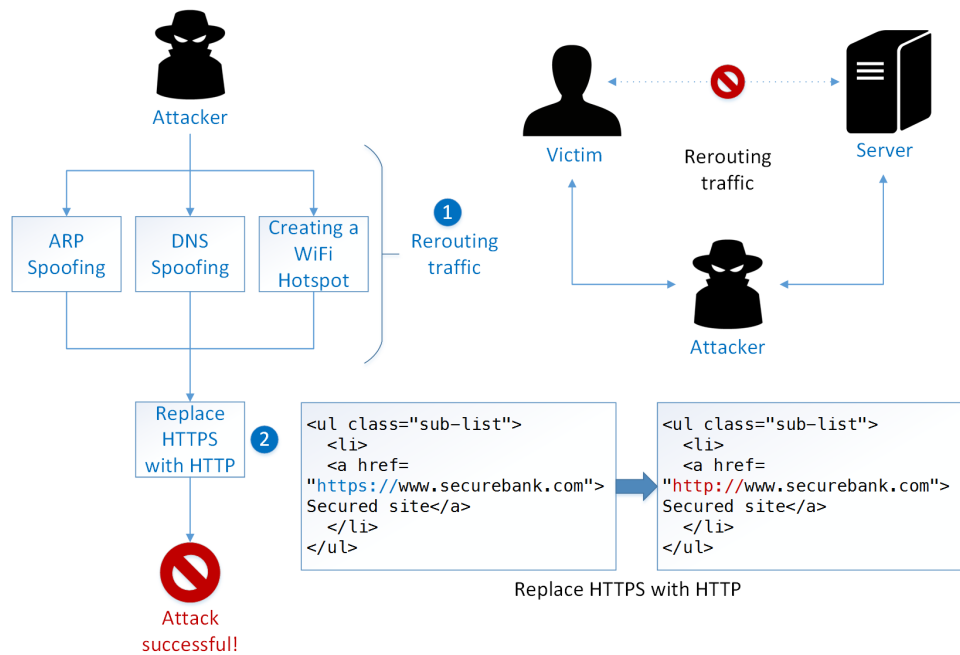 Attacker
ARP
Spoofing
DNS
Spoofing
Creating a
WiFi
Hotspot
1
Rerouting
traffic
Victim
Server
Rerouting
traffic
Attacker
Replace
HTTPS
with HTTP
2
<ul class="sub-list">
  <li>
  <a href=
"https://www.securebank.com">
Secured site</a>
  </li>
</ul>
<ul class="sub-list">
  <li>
  <a href=
"http://www.securebank.com">
Secured site</a>
  </li>
</ul>
Replace HTTPS with HTTP
Attack
successful!